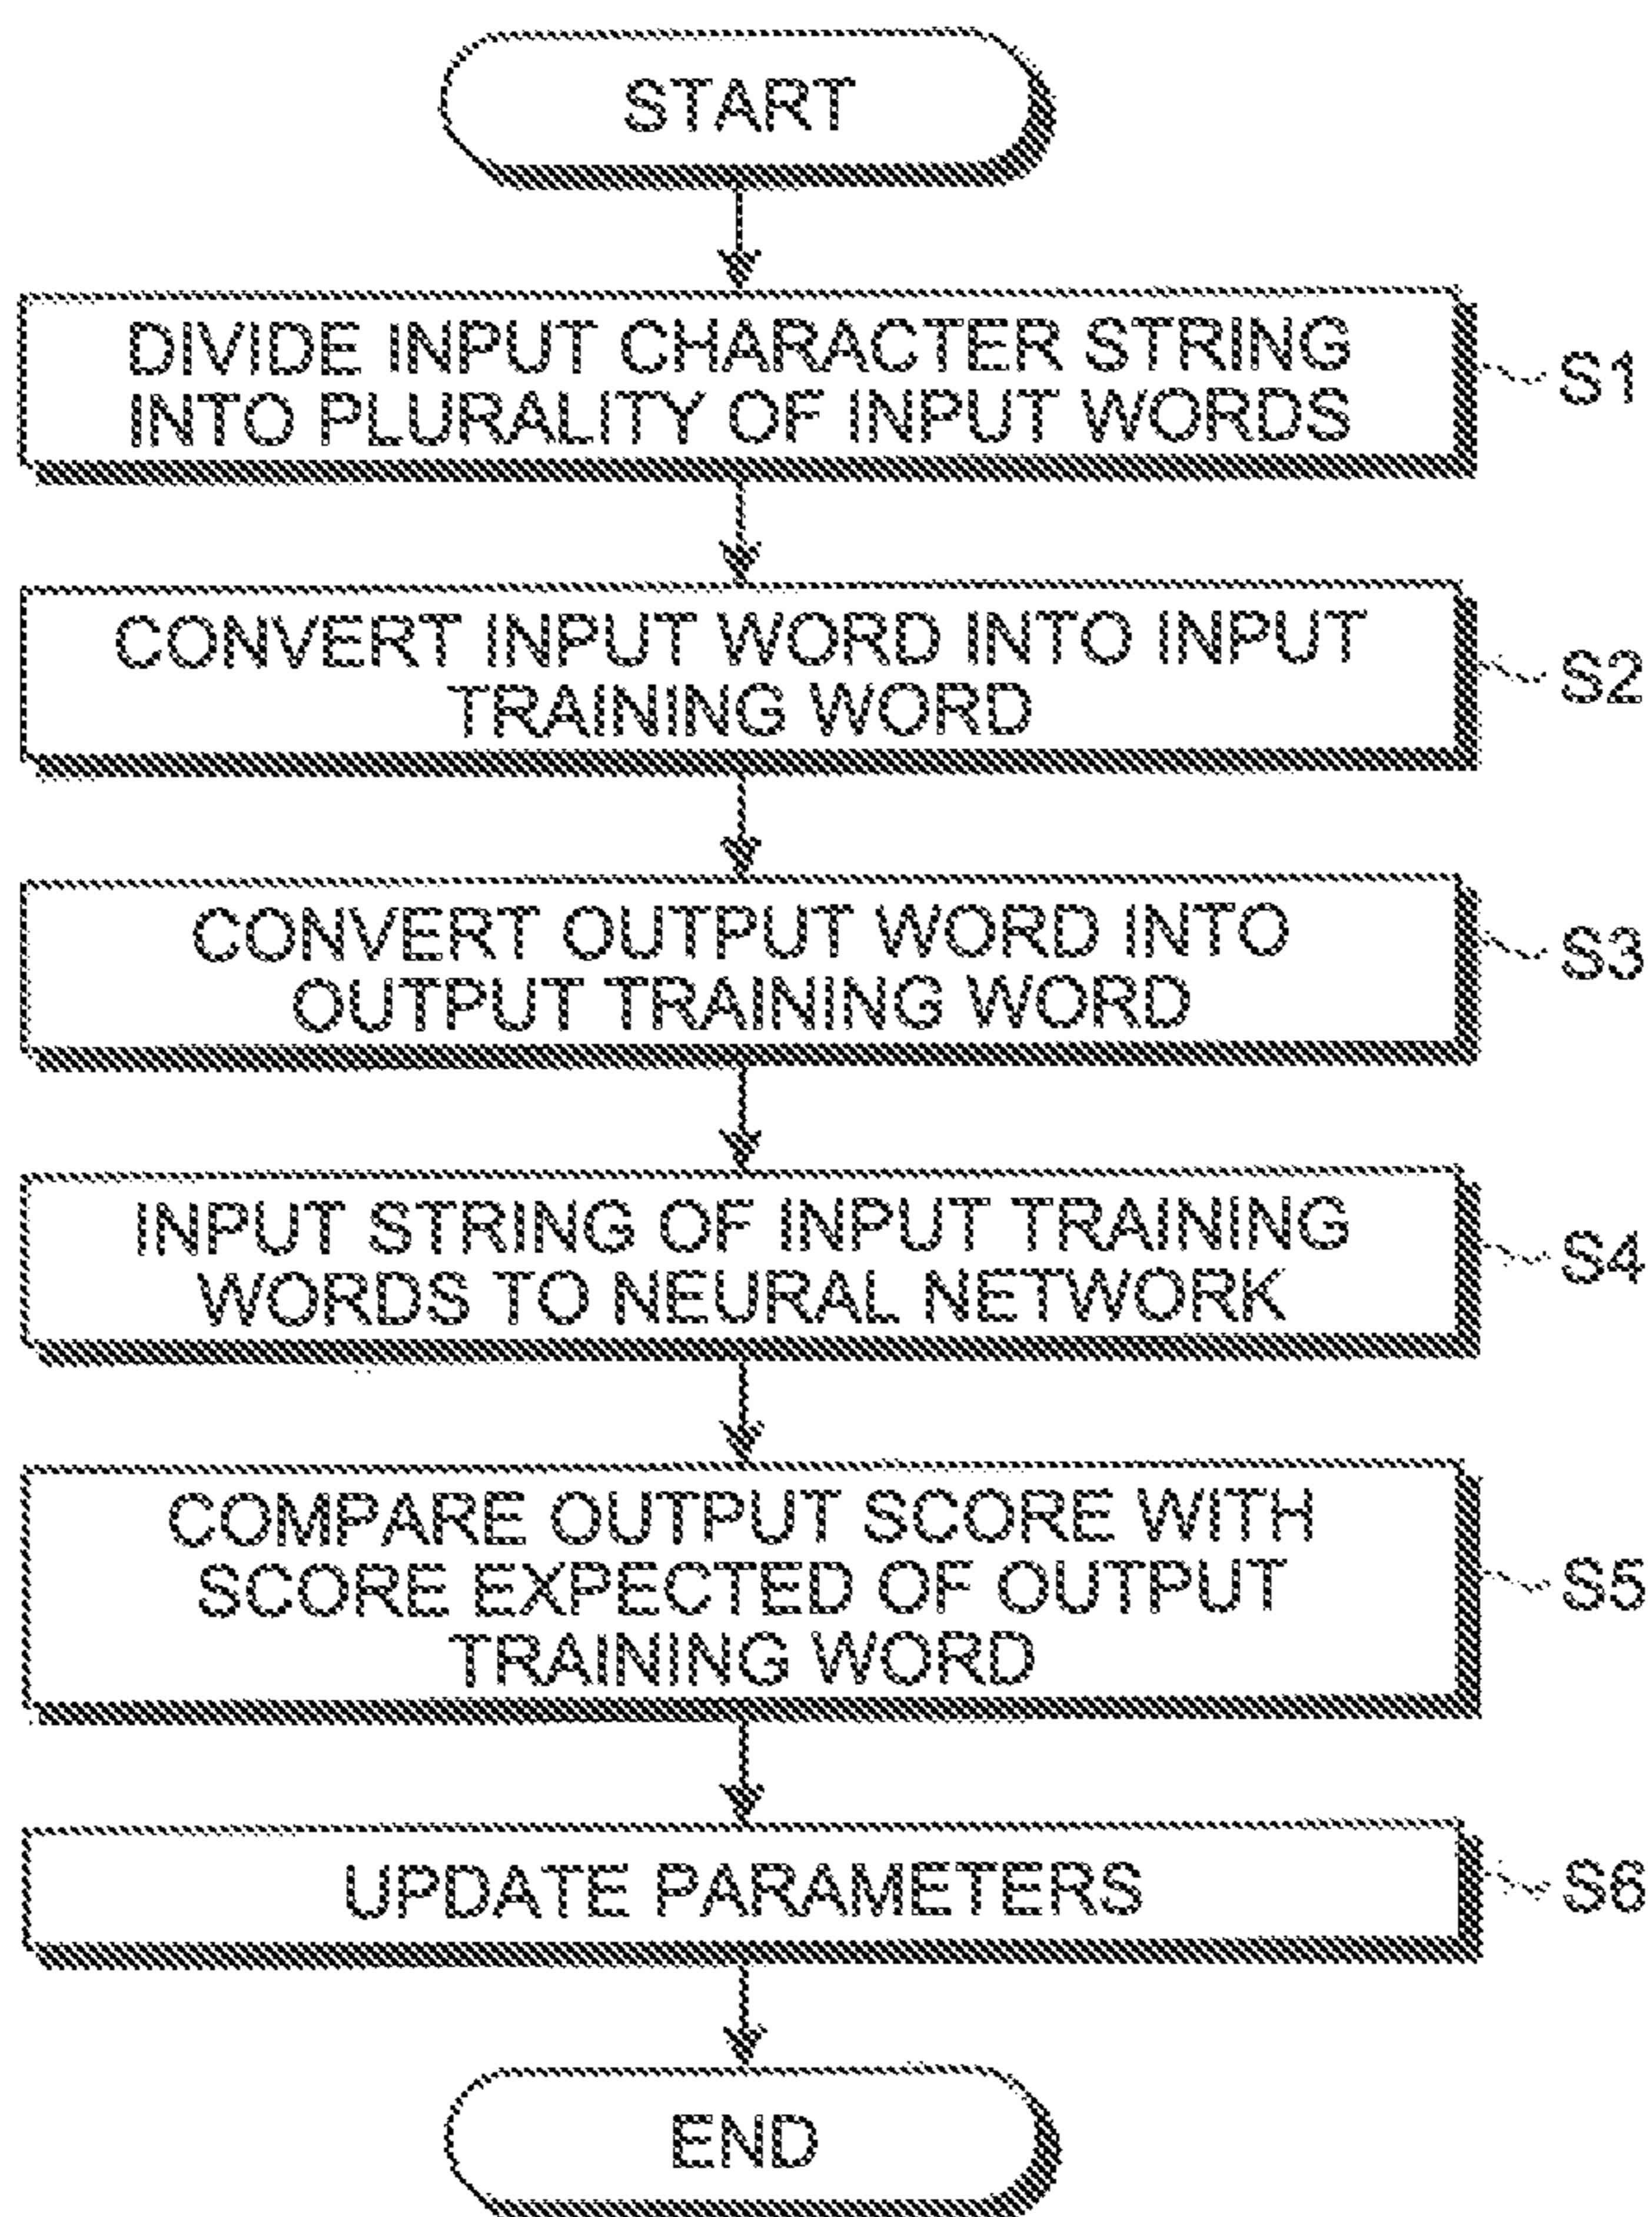 START
DIVIDE INPUT CHARACTER STRING
INTO PLURALITY OF INPUT WORDS
S1
CONVERT INPUT WORD INTO INPUT
TRAINING WORD
S2
CONVERT OUTPUT WORD INTO
OUTPUT TRAINING WORD
S3
INPUT STRING OF INPUT TRAINING
WORDS TO NEURAL NETWORK
S4
COMPARE OUTPUT SCORE WITH
SCORE EXPECTED OF OUTPUT
TRAINING WORD
S5
UPDATE PARAMETERS
S6
END